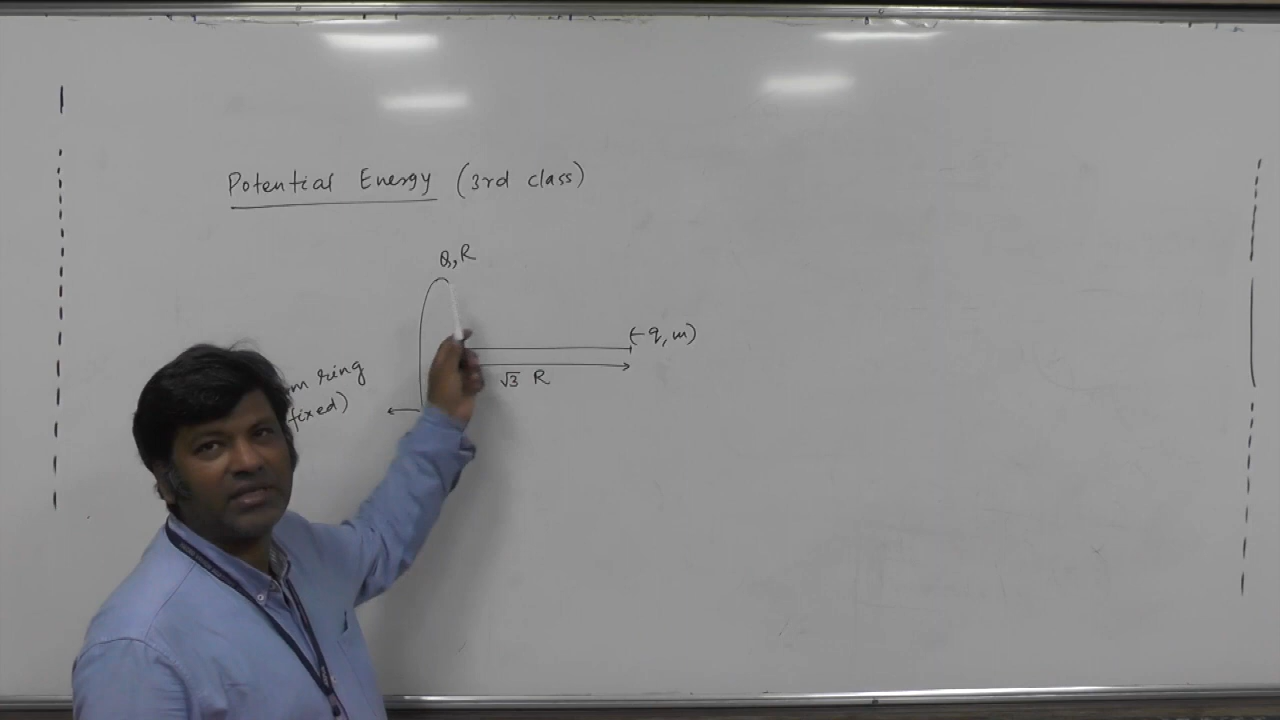 Potential Energy (3rd class)
Q, R
(-q, m)
√3 R
ring
fixed)